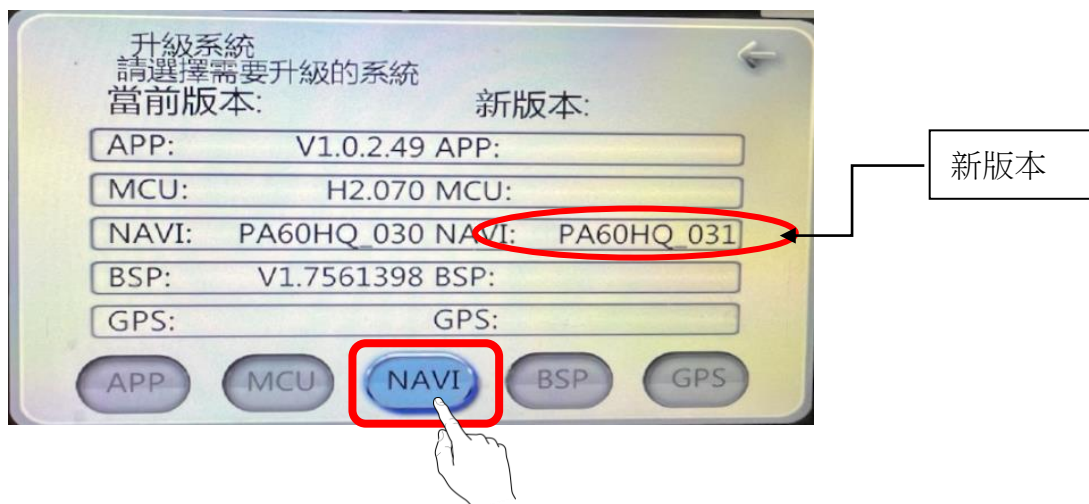 升級系統
請選擇需要升級的系統
當前版本: 新版本:
APP: V1.0.2.49 APP:
MCU: H2.070 MCU:
NAVI: PA60HQ_030 NAVI: PA60HQ_031
BSP: V1.7561398 BSP:
GPS: GPS:
APP MCU NAVI BSP GPS
新版本